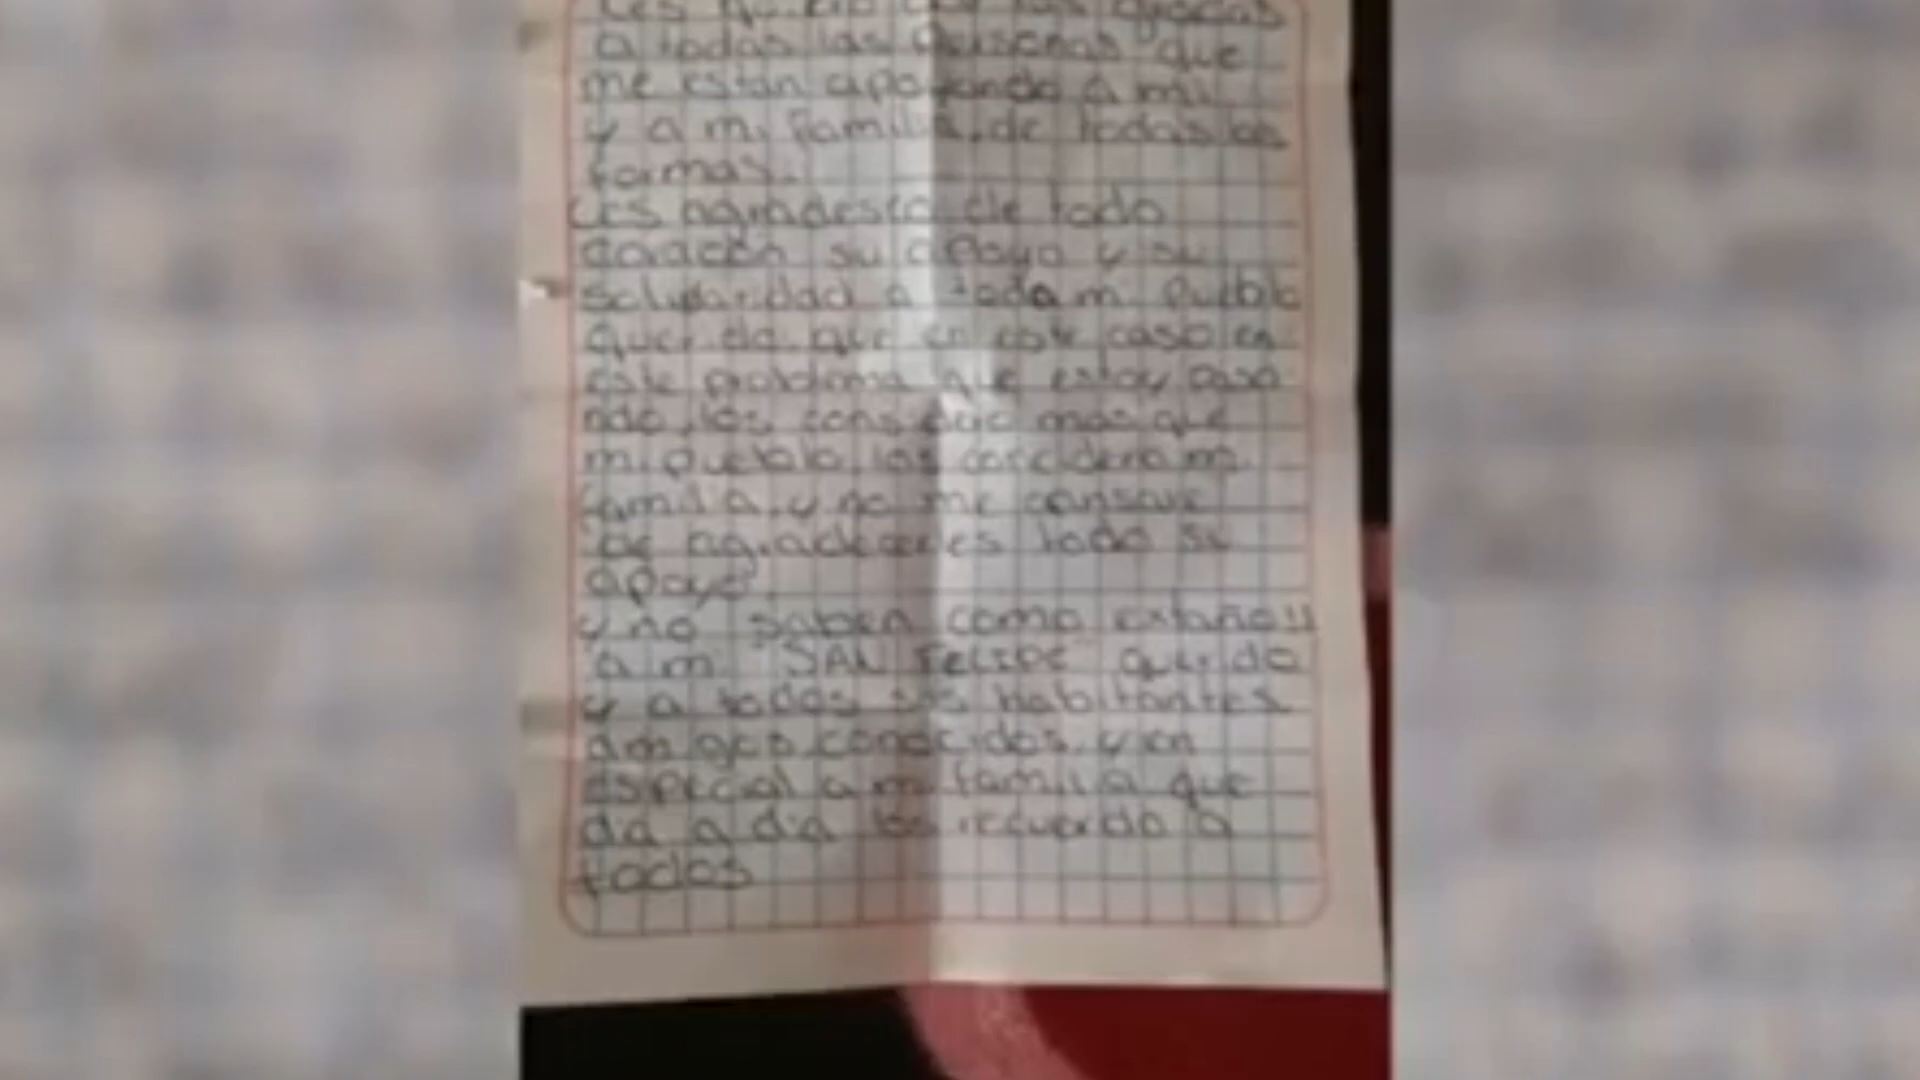 Les quiero dar las gracias
a todas las personas que
me estan apoyando a mi
y a mi familia, de todas las
formas.
Les agradesco de todo
corazón su apoyo y su
solidaridad a todo mi pueblo
querido que en este caso en
este problema que estoy pasa
ndo, los considero mas que
mi pueblo, los considero mi
familia, y no me cansare
de agradecerles todo su
apoyo.
y no saben como extraño!!
a mi "SAN FELIPE" querido
y a todos sus habitantes
amigos, conocidos, y en
especial a mi familia que
dia a dia los recuerdo a
todos